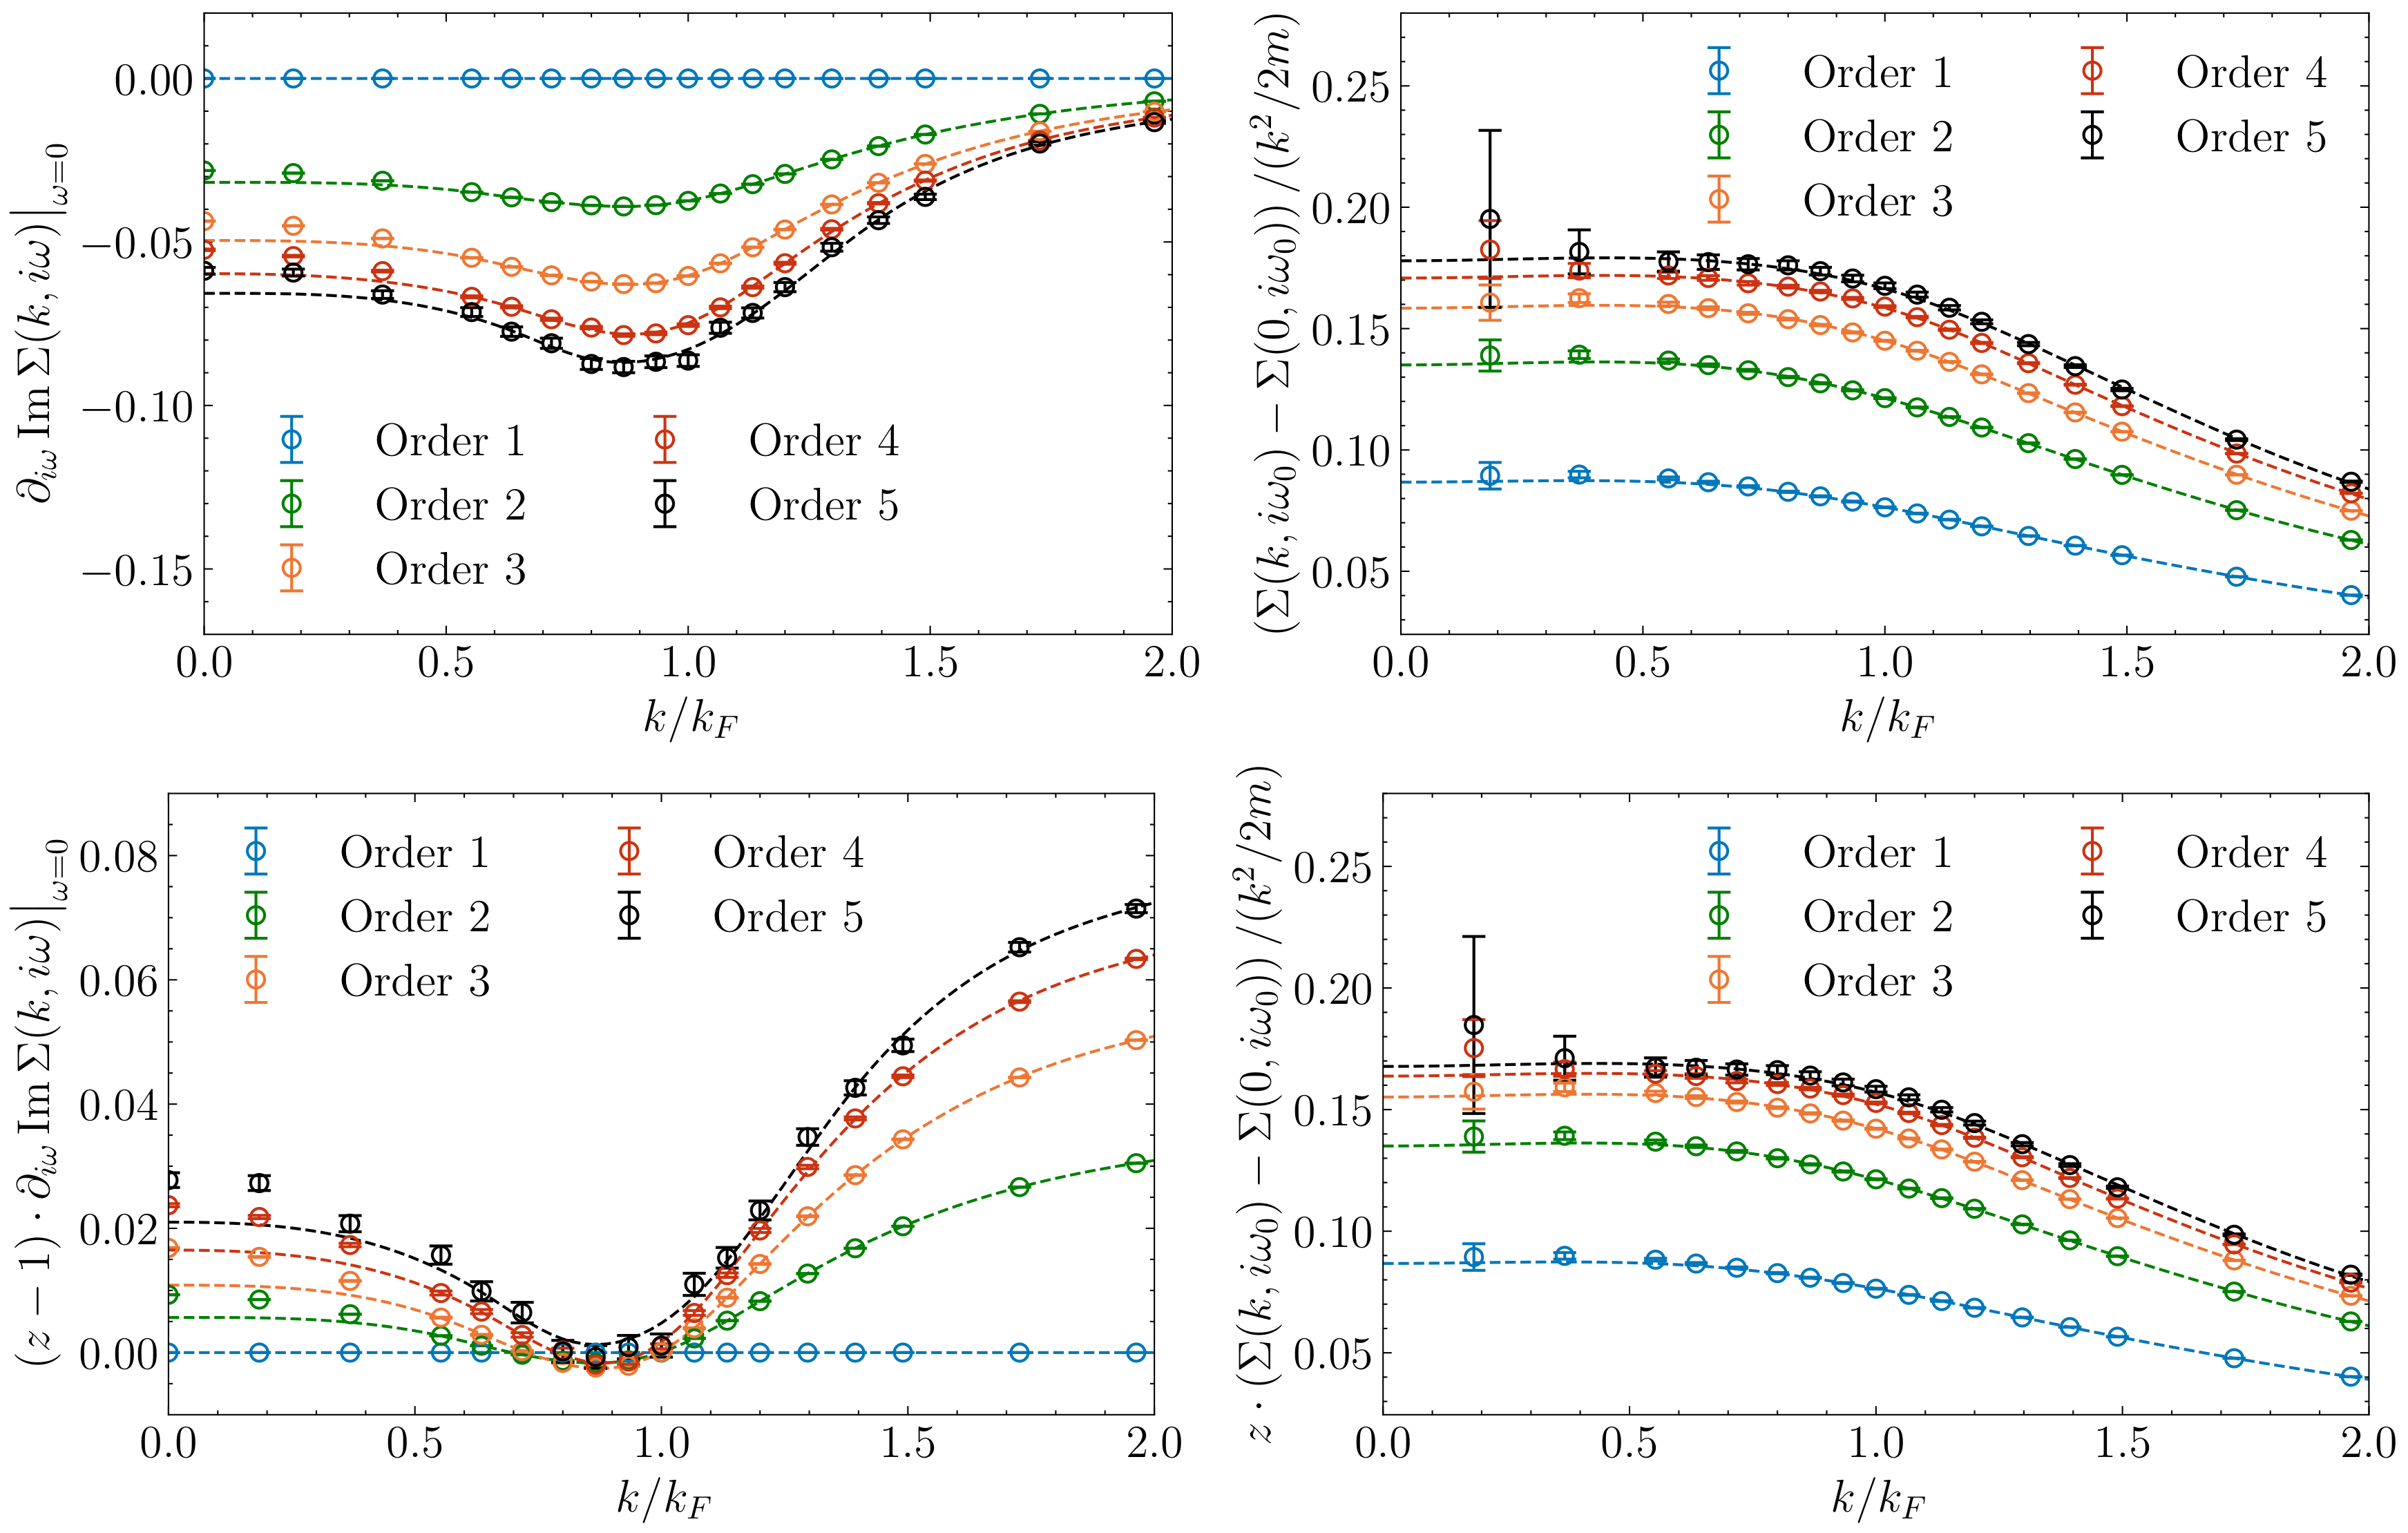 ∂_{iω} Im Σ(k, iω)|_{ω=0}
0.00
−0.05
−0.10
−0.15
Order 1
Order 2
Order 3
Order 4
Order 5
0.0 0.5 1.0 1.5 2.0
k/k_F
(Σ(k, iω₀) − Σ(0, iω₀)) /(k²/2m)
0.25
0.20
0.15
0.10
0.05
Order 1
Order 2
Order 3
Order 4
Order 5
0.0 0.5 1.0 1.5 2.0
k/k_F
(z − 1) · ∂_{iω} Im Σ(k, iω)|_{ω=0}
0.08
0.06
0.04
0.02
0.00
Order 1
Order 2
Order 3
Order 4
Order 5
0.0 0.5 1.0 1.5 2.0
k/k_F
z · (Σ(k, iω₀) − Σ(0, iω₀)) /(k²/2m)
0.25
0.20
0.15
0.10
0.05
Order 1
Order 2
Order 3
Order 4
Order 5
0.0 0.5 1.0 1.5 2.0
k/k_F